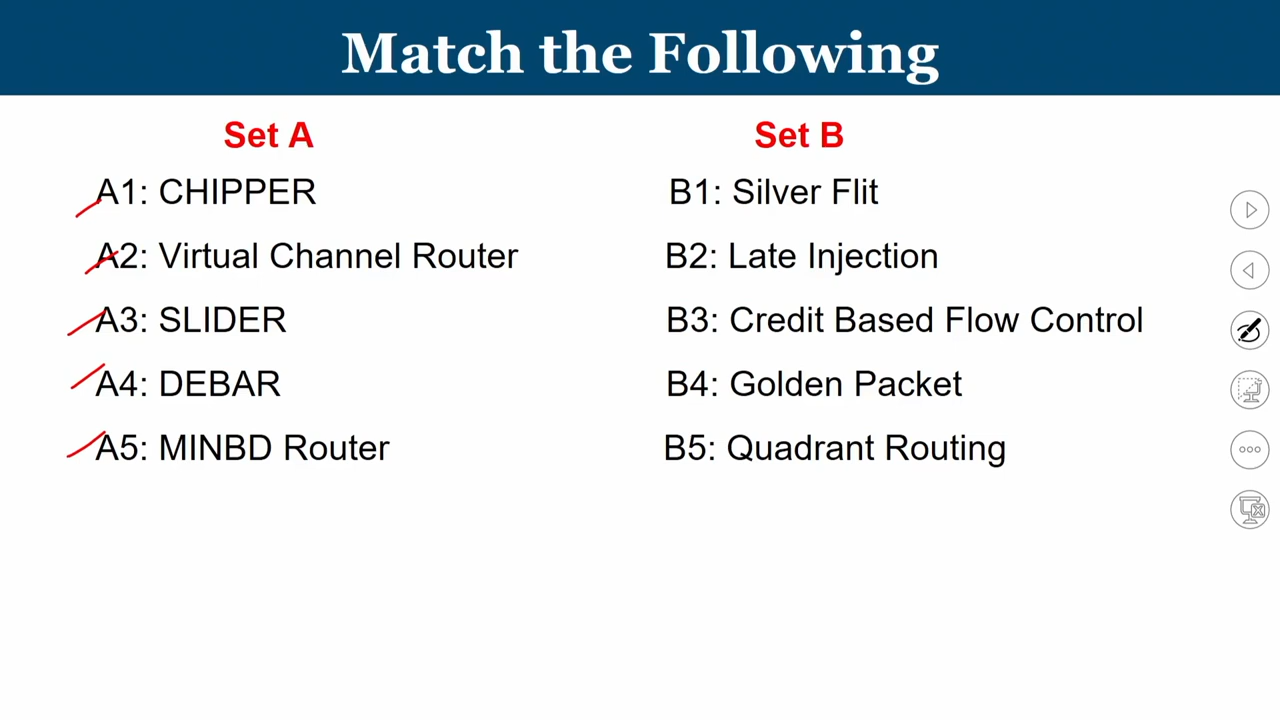 Match the Following
Set A
Set B
A1: CHIPPER
B1: Silver Flit
A2: Virtual Channel Router
B2: Late Injection
A3: SLIDER
B3: Credit Based Flow Control
A4: DEBAR
B4: Golden Packet
A5: MINBD Router
B5: Quadrant Routing